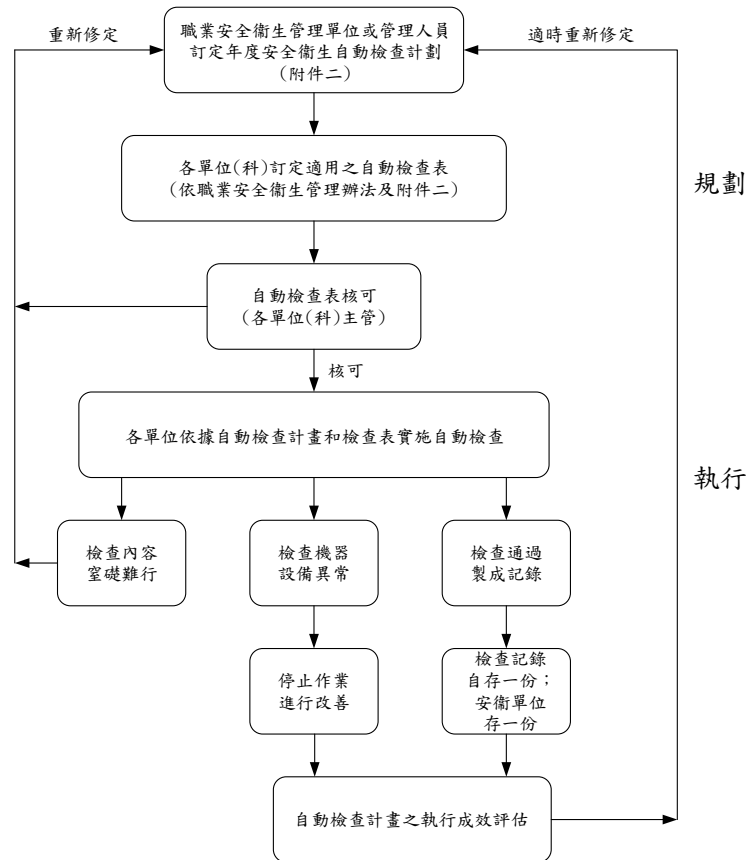 重新修定
職業安全衛生管理單位或管理人員
訂定年度安全衛生自動檢查計劃
(附件二)
適時重新修定
各單位(科)訂定適用之自動檢查表
(依職業安全衛生管理辦法及附件二)
規劃
自動檢查表核可
(各單位(科)主管)
核可
各單位依據自動檢查計畫和檢查表實施自動檢查
執行
檢查內容
窒礙難行
檢查機器
設備異常
檢查通過
製成記錄
停止作業
進行改善
檢查記錄
自存一份；
安衛單位
存一份
自動檢查計畫之執行成效評估